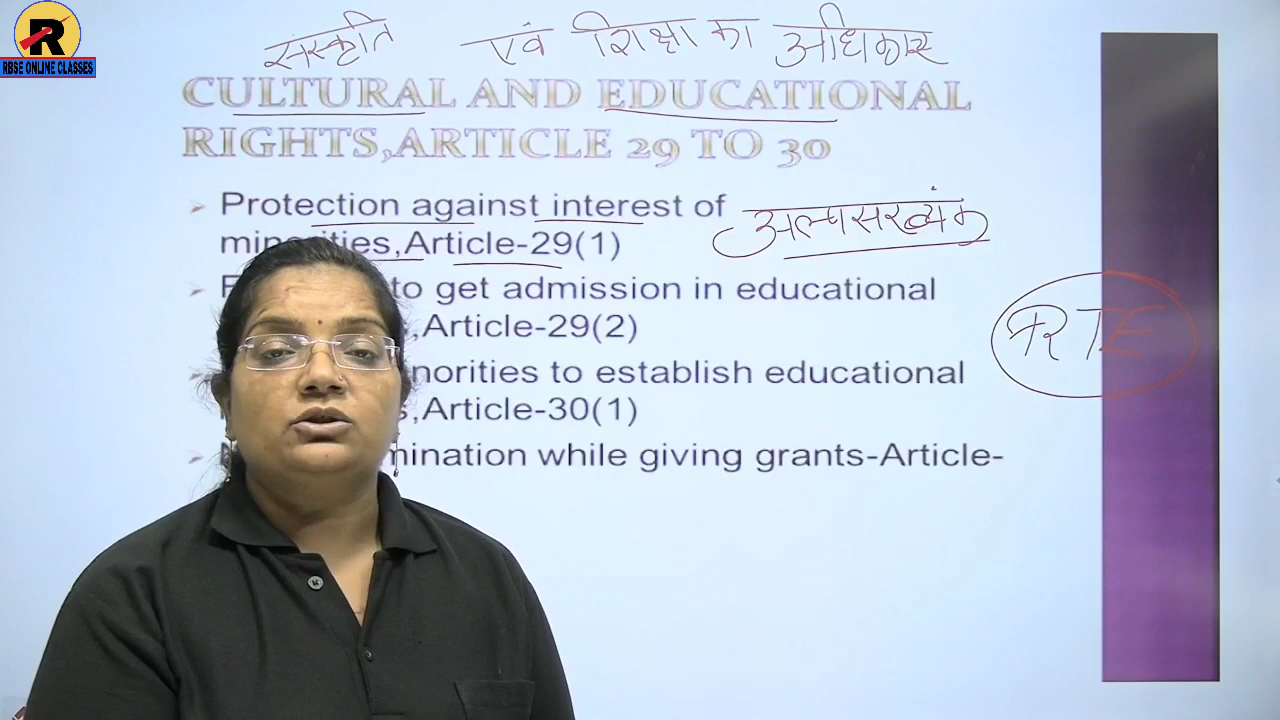 R
RBSE ONLINE CLASSES
संस्कृति एवं शिक्षा का अधिकार
CULTURAL AND EDUCATIONAL
RIGHTS,ARTICLE 29 TO 30
Protection against interest of
minorities,Article-29(1)
अल्पसख्यंक
to get admission in educational
,Article-29(2)
RTE
norities to establish educational
s,Article-30(1)
mination while giving grants-Article-